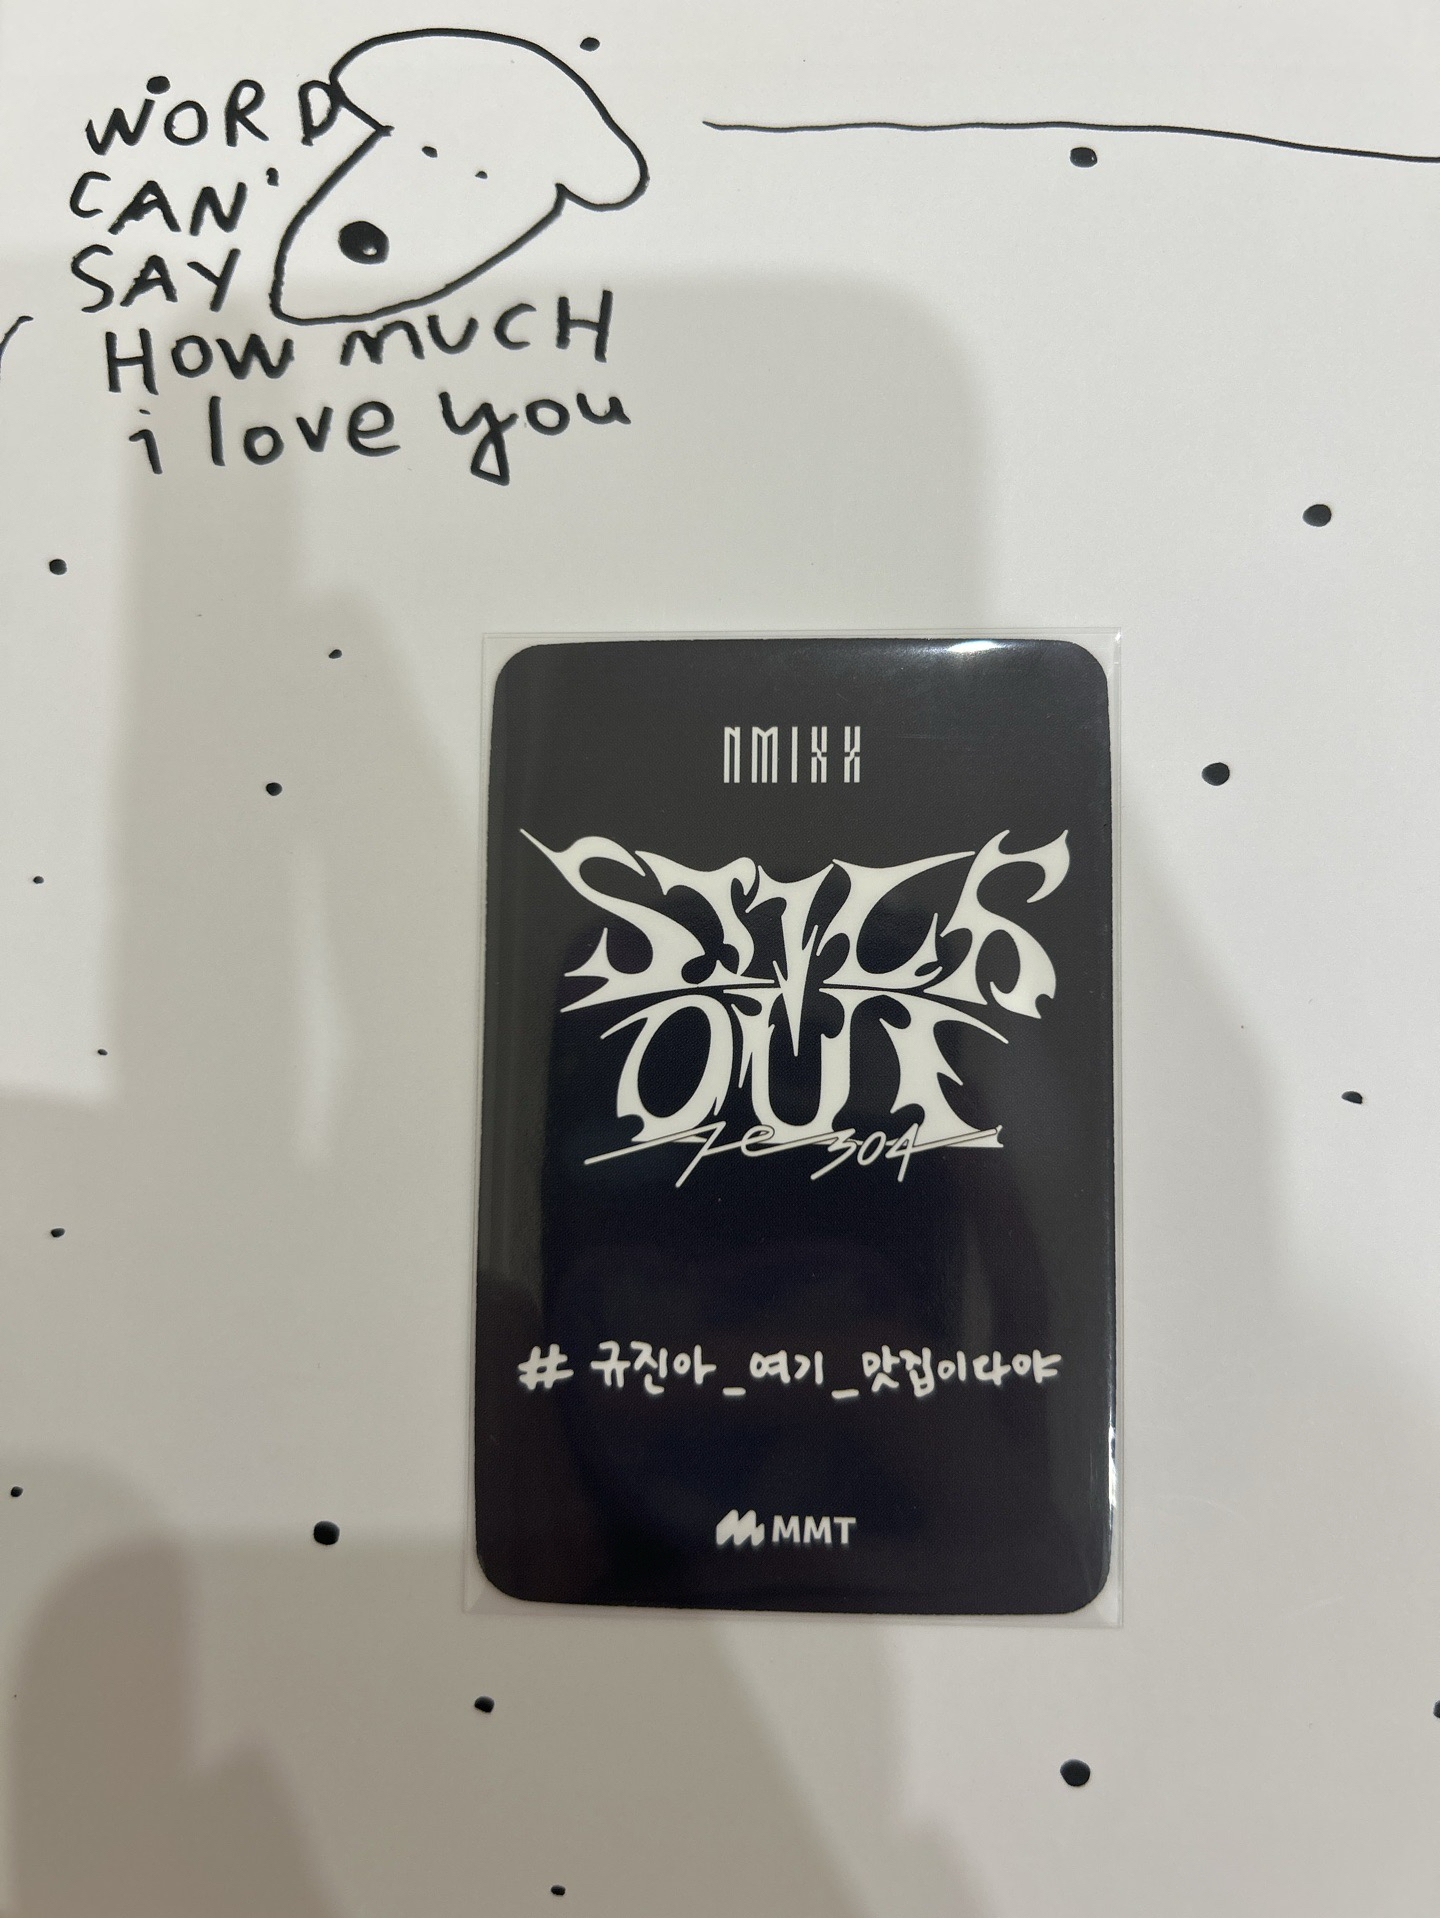 WORD
CAN'
SAY
HOW MUCH
i love you
NMIXX
STICK
OUT
Fe304
# 규진아_여기_맛집이다야
MMT